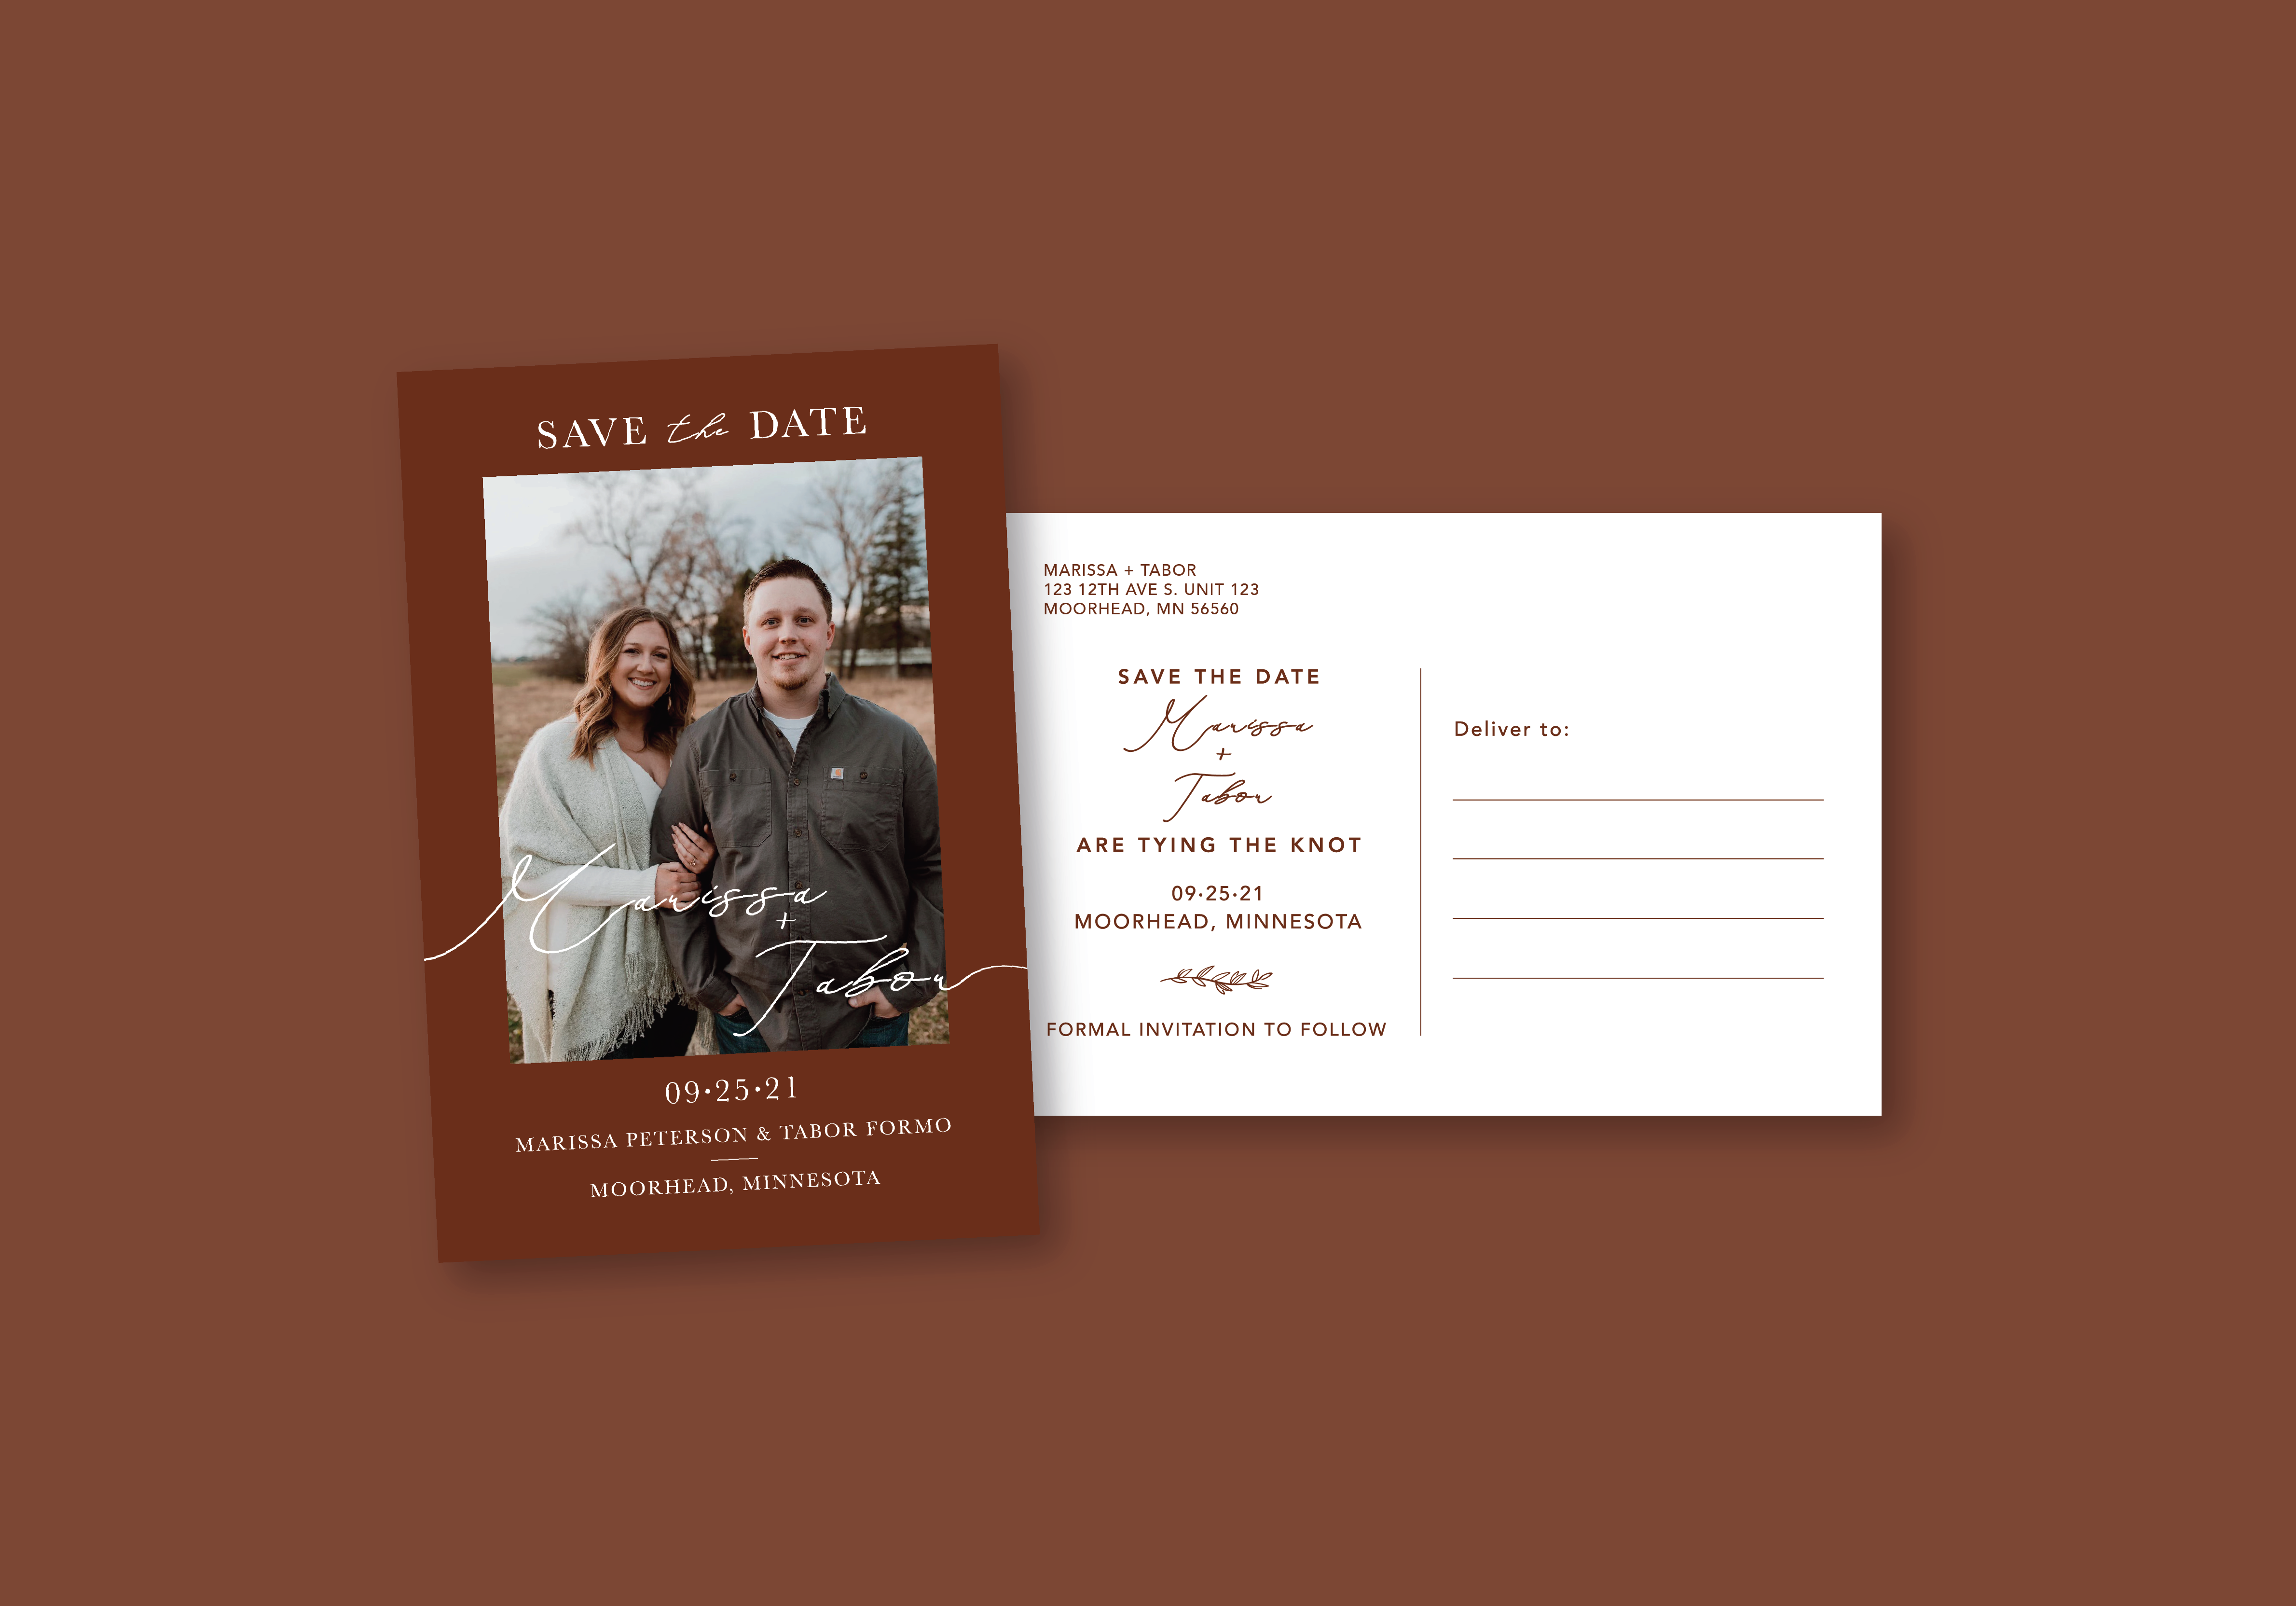 SAVE the DATE
Marissa
+
Tabor
09•25•21
MARISSA PETERSON & TABOR FORMO
MOORHEAD, MINNESOTA
MARISSA + TABOR
123 12TH AVE S. UNIT 123
MOORHEAD, MN 56560
SAVE THE DATE
Marissa
+
Tabor
ARE TYING THE KNOT
09•25•21
MOORHEAD, MINNESOTA
FORMAL INVITATION TO FOLLOW
Deliver to: